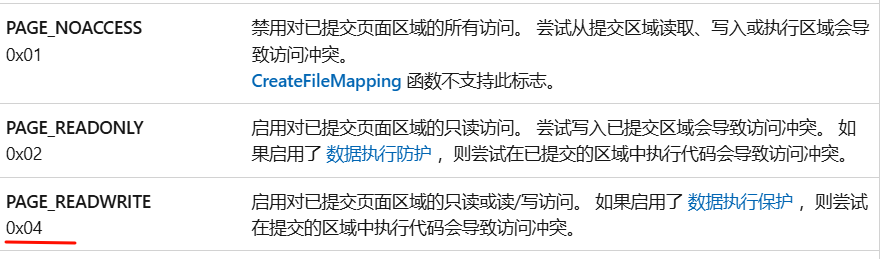 PAGE_NOACCESS
0x01
禁用对已提交页面区域的所有访问。 尝试从提交区域读取、写入或执行区域会导
致访问冲突。
CreateFileMapping 函数不支持此标志。
PAGE_READONLY
0x02
启用对已提交页面区域的只读访问。 尝试写入已提交区域会导致访问冲突。 如
果启用了 数据执行防护 ，则尝试在已提交的区域中执行代码会导致访问冲突。
PAGE_READWRITE
0x04
启用对已提交页面区域的只读或读/写访问。 如果启用了 数据执行保护 ，则尝试
在提交的区域中执行代码会导致访问冲突。